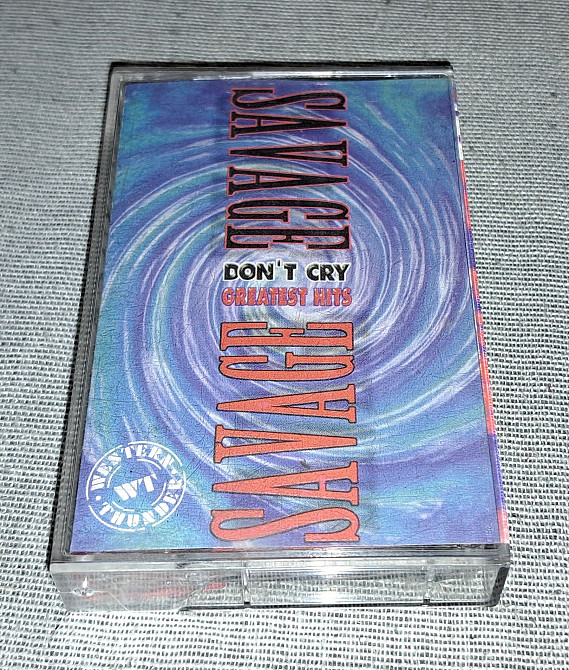 SAVAGE
DON'T CRY
GREATEST HITS
SAVAGE
WESTERN
WT
THUNDER